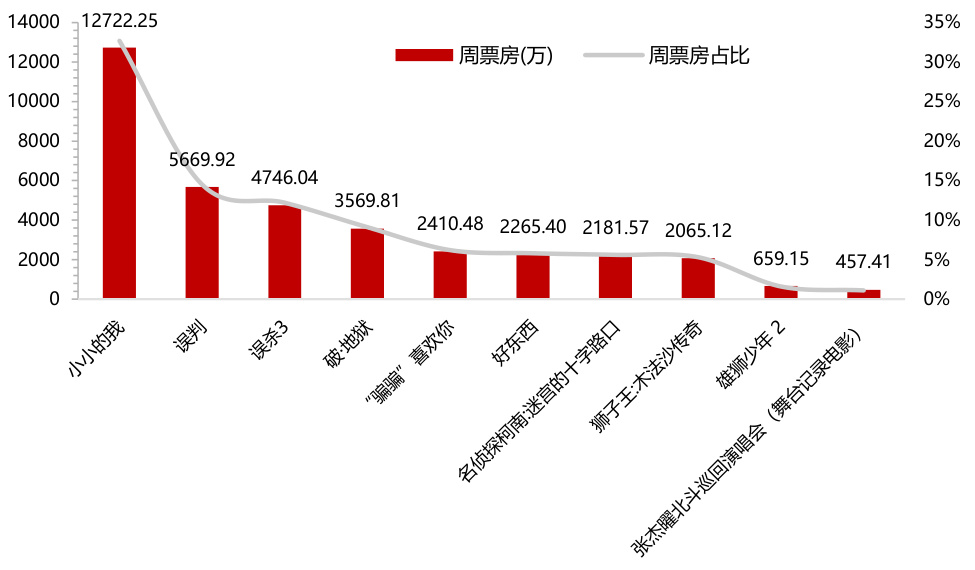 14000
12000
10000
8000
6000
4000
2000
0
12722.25
5669.92
4746.04
3569.81
2410.48
2265.40
2181.57
2065.12
659.15
457.41
周票房(万)
周票房占比
35%
30%
25%
20%
15%
10%
5%
0%
小小的我
误判
误杀3
破·地狱
“骗骗”喜欢你
好东西
名侦探柯南:迷宫的十字路口
狮子王:木法沙传奇
雄狮少年 2
张杰曜北斗巡回演唱会（舞台记录电影）